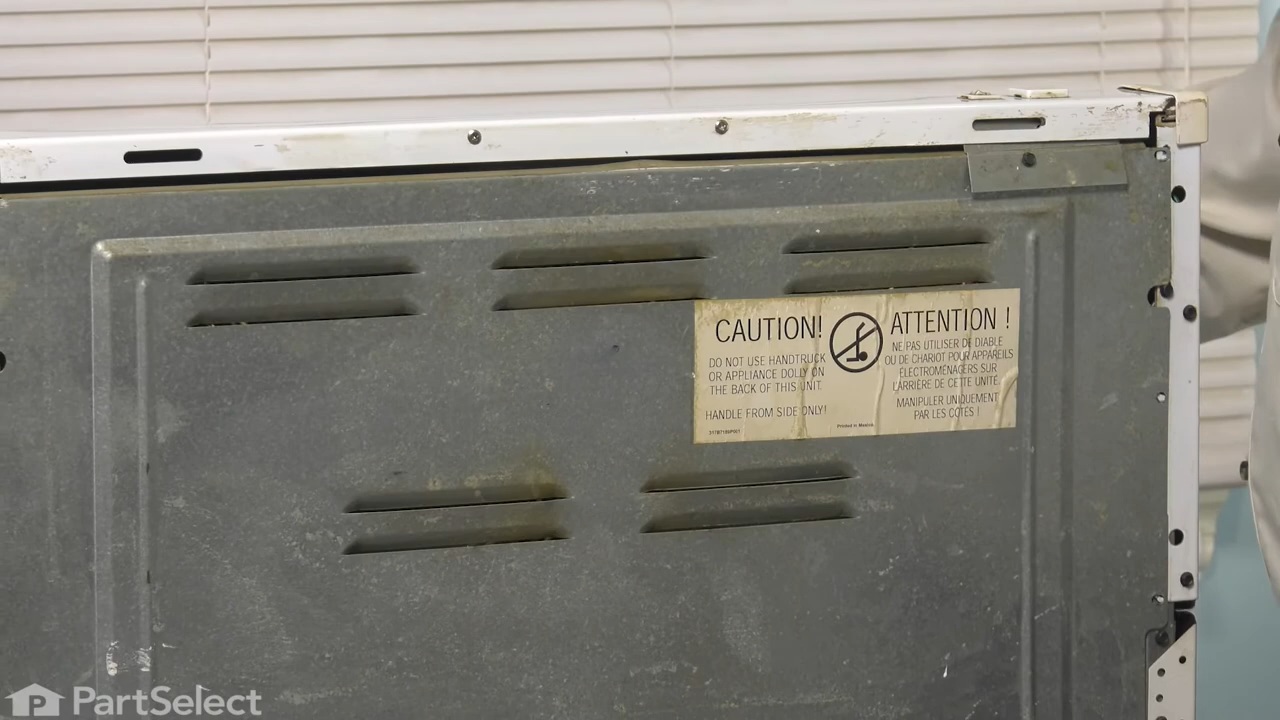 CAUTION!
DO NOT USE HANDTRUCK
OR APPLIANCE DOLLY ON
THE BACK OF THIS UNIT.
HANDLE FROM SIDE ONLY!
ATTENTION !
NE PAS UTILISER DE DIABLE
OU DE CHARIOT POUR APPAREILS
ÉLECTROMÉNAGERS SUR
L'ARRIÈRE DE CETTE UNITÉ
MANIPULER UNIQUEMENT
PAR LES COTÉS !
317B7189P001
Printed in Mexico
PartSelect